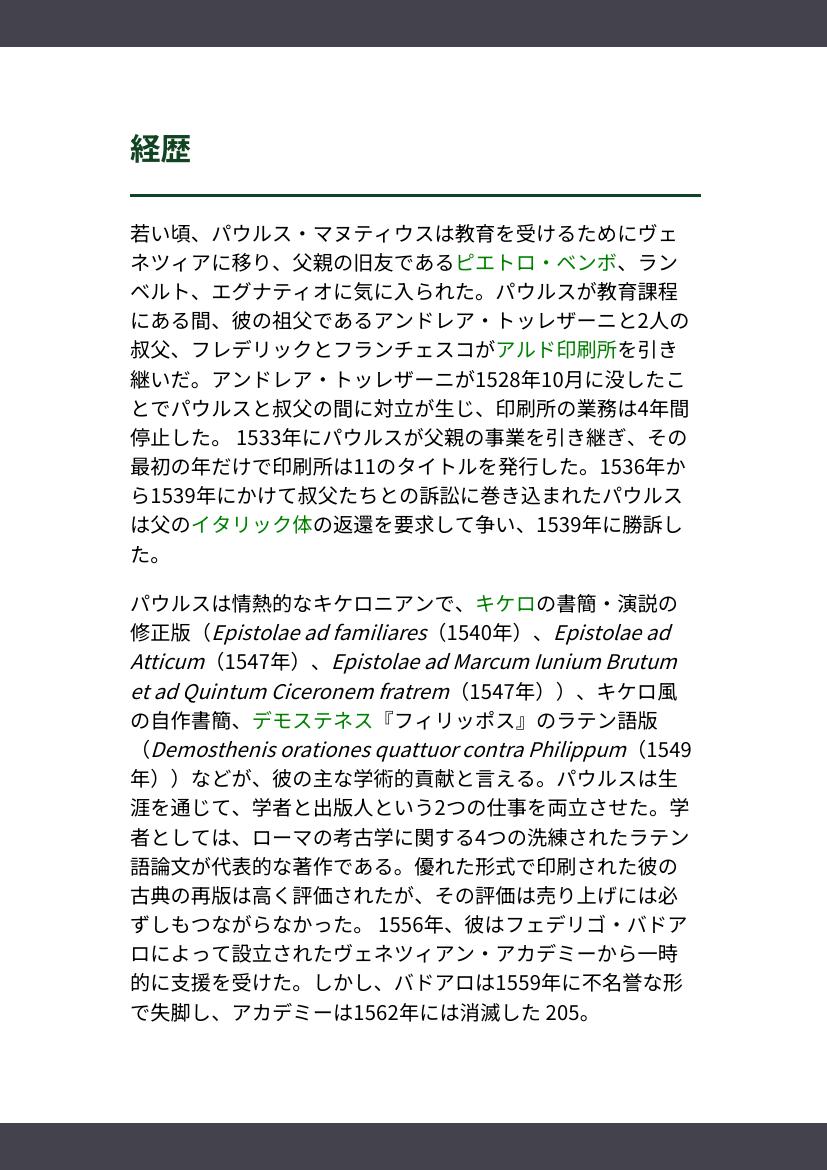 経歴
若い頃、パウルス・マヌティウスは教育を受けるためにヴェ
ネツィアに移り、父親の旧友であるピエトロ・ベンボ、ラン
ベルト、エグナティオに気に入られた。パウルスが教育課程
にある間、彼の祖父であるアンドレア・トッレザーニと2人の
叔父、フレデリックとフランチェスコがアルド印刷所を引き
継いだ。アンドレア・トッレザーニが1528年10月に没したこ
とでパウルスと叔父の間に対立が生じ、印刷所の業務は4年間
停止した。 1533年にパウルスが父親の事業を引き継ぎ、その
最初の年だけで印刷所は11のタイトルを発行した。1536年か
ら1539年にかけて叔父たちとの訴訟に巻き込まれたパウルス
は父のイタリック体の返還を要求して争い、1539年に勝訴し
た。
パウルスは情熱的なキケロニアンで、キケロの書簡・演説の
修正版（Epistolae ad familiares（1540年）、Epistolae ad
Atticum（1547年）、Epistolae ad Marcum Iunium Brutum
et ad Quintum Ciceronem fratrem（1547年））、キケロ風
の自作書簡、デモステネス『フィリッポス』のラテン語版
（Demosthenis orationes quattuor contra Philippum（1549
年））などが、彼の主な学術的貢献と言える。パウルスは生
涯を通じて、学者と出版人という2つの仕事を両立させた。学
者としては、ローマの考古学に関する4つの洗練されたラテン
語論文が代表的な著作である。優れた形式で印刷された彼の
古典の再版は高く評価されたが、その評価は売り上げには必
ずしもつながらなかった。 1556年、彼はフェデリゴ・バドア
ロによって設立されたヴェネツィアン・アカデミーから一時
的に支援を受けた。しかし、バドアロは1559年に不名誉な形
で失脚し、アカデミーは1562年には消滅した 205。